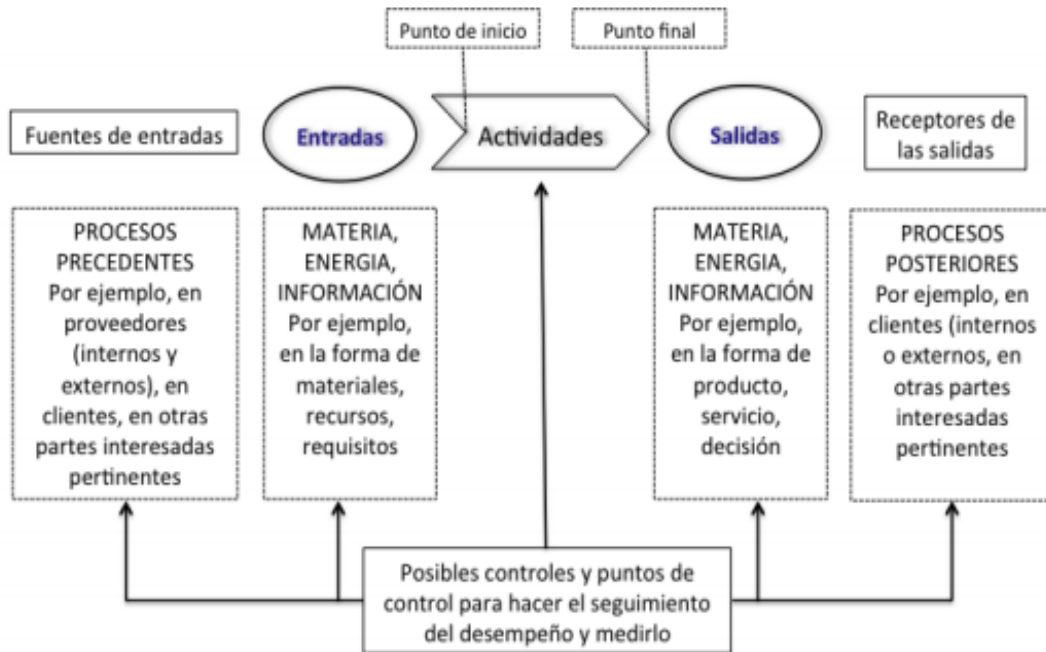 Punto de inicio
Punto final
Fuentes de entradas
Entradas
Actividades
Salidas
Receptores de
las salidas
PROCESOS
PRECEDENTES
Por ejemplo, en
proveedores
(internos y
externos), en
clientes, en otras
partes interesadas
pertinentes
MATERIA,
ENERGIA,
INFORMACIÓN
Por ejemplo,
en la forma de
materiales,
recursos,
requisitos
MATERIA,
ENERGIA,
INFORMACIÓN
Por ejemplo,
en la forma de
producto,
servicio,
decisión
PROCESOS
POSTERIORES
Por ejemplo, en
clientes (internos
o externos, en
otras partes
interesadas
pertinentes
Posibles controles y puntos de
control para hacer el seguimiento
del desempeño y medirlo